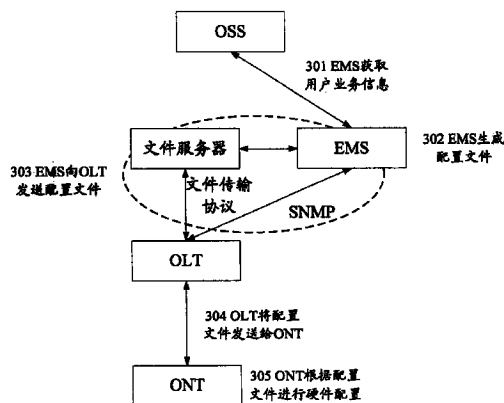 OSS
301 EMS获取
用户业务信息
文件服务器
EMS
302 EMS生成
配置文件
303 EMS向OLT
发送配置文件
文件传输
协议
SNMP
OLT
304 OLT将配置
文件发送给ONT
ONT
305 ONT根据配置
文件进行硬件配置